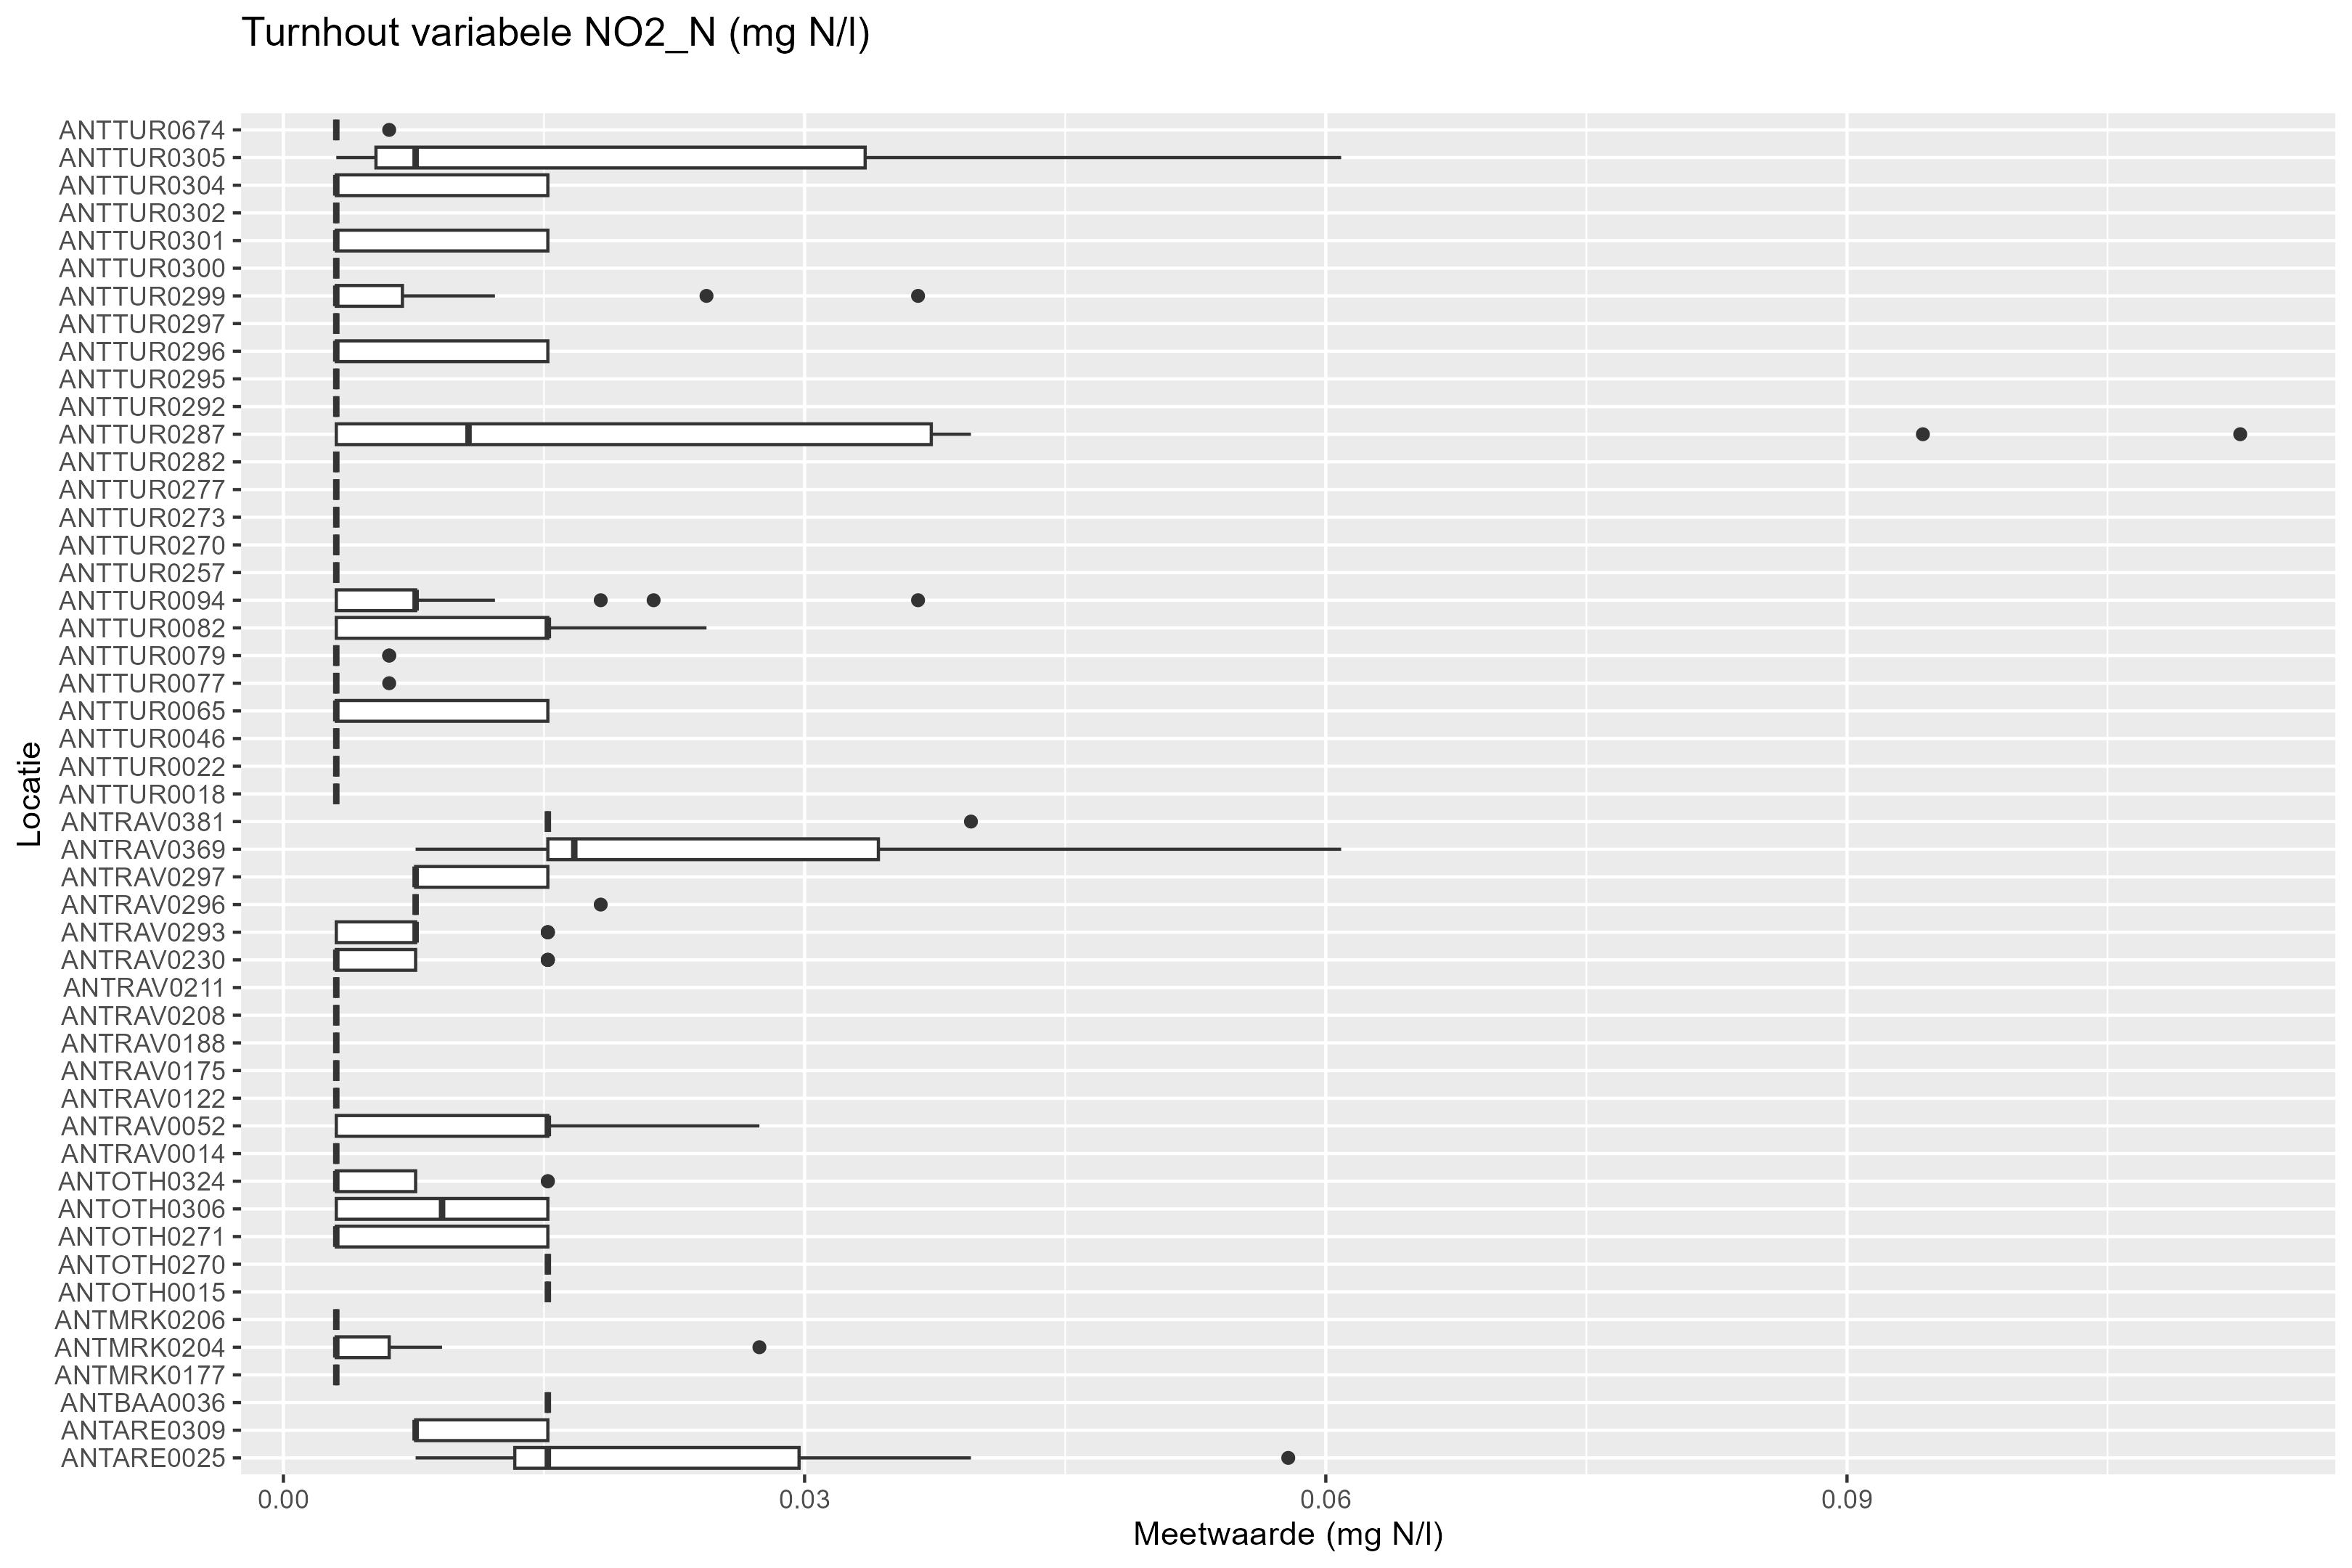 Turnhout variabele NO2_N (mg N/l)
Locatie
ANTTUR0674
ANTTUR0305
ANTTUR0304
ANTTUR0302
ANTTUR0301
ANTTUR0300
ANTTUR0299
ANTTUR0297
ANTTUR0296
ANTTUR0295
ANTTUR0292
ANTTUR0287
ANTTUR0282
ANTTUR0277
ANTTUR0273
ANTTUR0270
ANTTUR0257
ANTTUR0094
ANTTUR0082
ANTTUR0079
ANTTUR0077
ANTTUR0065
ANTTUR0046
ANTTUR0022
ANTTUR0018
ANTRAV0381
ANTRAV0369
ANTRAV0297
ANTRAV0296
ANTRAV0293
ANTRAV0230
ANTRAV0211
ANTRAV0208
ANTRAV0188
ANTRAV0175
ANTRAV0122
ANTRAV0052
ANTRAV0014
ANTOTH0324
ANTOTH0306
ANTOTH0271
ANTOTH0270
ANTOTH0015
ANTMRK0206
ANTMRK0204
ANTMRK0177
ANTBAA0036
ANTARE0309
ANTARE0025
0.00 0.03 0.06 0.09
Meetwaarde (mg N/l)